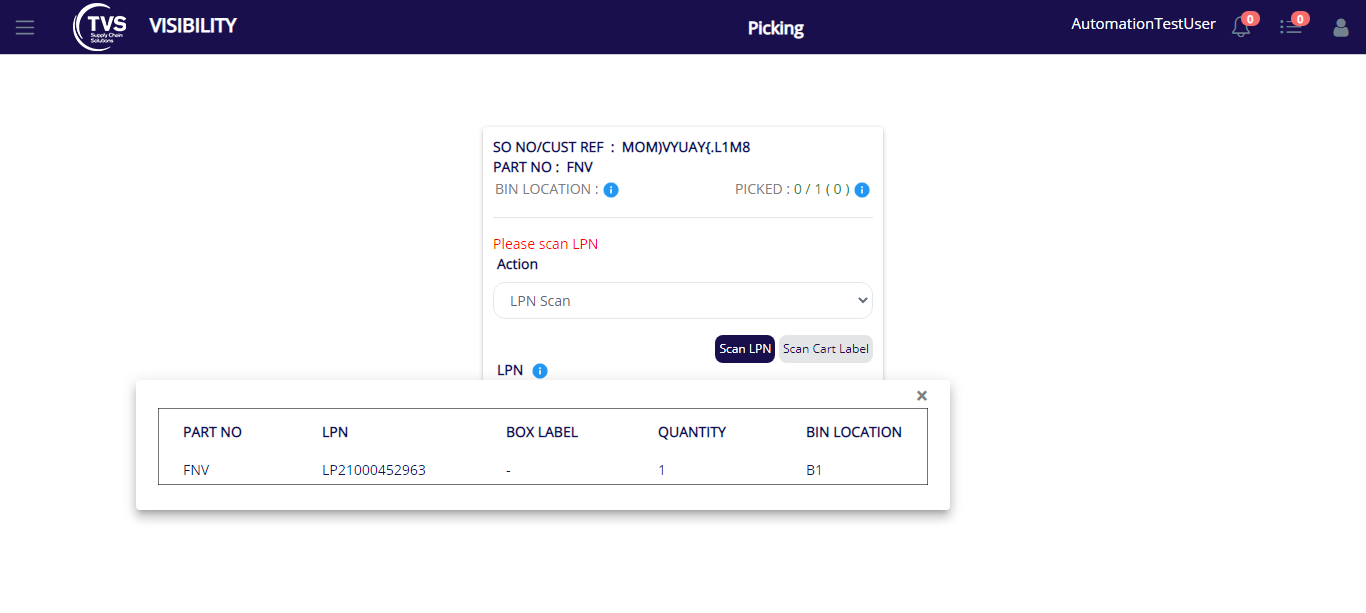 TVS
Supply Chain
Solutions
VISIBILITY
Picking
AutomationTestUser
0
0
SO NO/CUST REF : MOM)VYUAY{.L1M8
PART NO : FNV
BIN LOCATION : i
PICKED : 0 / 1 ( 0 ) i
Please scan LPN
Action
LPN Scan
Scan LPN
Scan Cart Label
LPN i
×
PART NO LPN BOX LABEL QUANTITY BIN LOCATION
FNV LP21000452963 - 1 B1